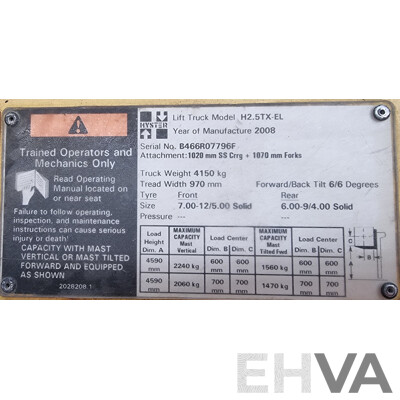 Trained Operators and
Mechanics Only
Read Operating
Manual located on
or near seat
Failure to follow operating,
inspection, and maintenance
instructions can cause serious
injury or death!
CAPACITY WITH MAST
VERTICAL OR MAST TILTED
FORWARD AND EQUIPPED
AS SHOWN
2028208 1
HYSTER
Lift Truck Model H2.5TX-EL
Year of Manufacture 2008
Serial No. B466R07796F
Attachment: 1020 mm SS Crrg + 1070 mm Forks
Truck Weight 4150 kg
Tread Width 970 mm Forward/Back Tilt 6/6 Degrees
Tyre Front Rear
Size 7.00-12/5.00 Solid 6.00-9/4.00 Solid
Pressure --- ---
Load Height Dim. A MAXIMUM CAPACITY Mast Vertical Load Center Dim. B Dim. C MAXIMUM CAPACITY Mast Tilted Fwd Load Center Dim. B Dim. C
4590 mm 2240 kg 600 mm 600 mm 1560 kg 600 mm 600 mm
4590 mm 2060 kg 700 mm 700 mm 1470 kg 700 mm 700 mm
C
A
B
EHVA